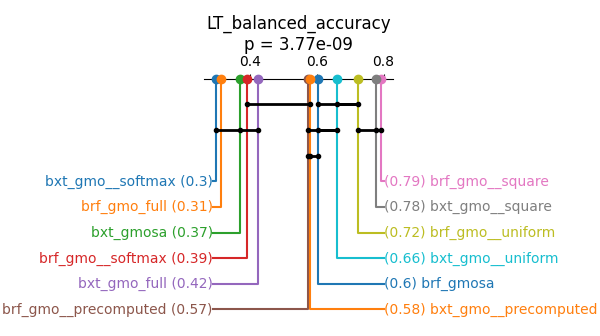 LT_balanced_accuracy
p = 3.77e-09
0.4 0.6 0.8
bxt_gmo__softmax (0.3)
(0.79) brf_gmo__square
brf_gmo_full (0.31)
(0.78) bxt_gmo__square
bxt_gmosa (0.37)
(0.72) brf_gmo__uniform
brf_gmo__softmax (0.39)
(0.66) bxt_gmo__uniform
bxt_gmo_full (0.42)
(0.6) brf_gmosa
brf_gmo__precomputed (0.57)
(0.58) bxt_gmo__precomputed